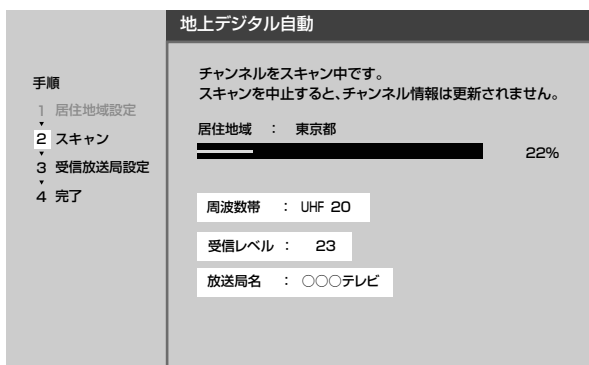 地上デジタル自動
手順
1 居住地域設定
2 スキャン
3 受信放送局設定
4 完了
チャンネルをスキャン中です。
スキャンを中止すると、チャンネル情報は更新されません。
居住地域 ： 東京都
22%
周波数帯 ： UHF 20
受信レベル ： 23
放送局名 ： ○○○テレビ